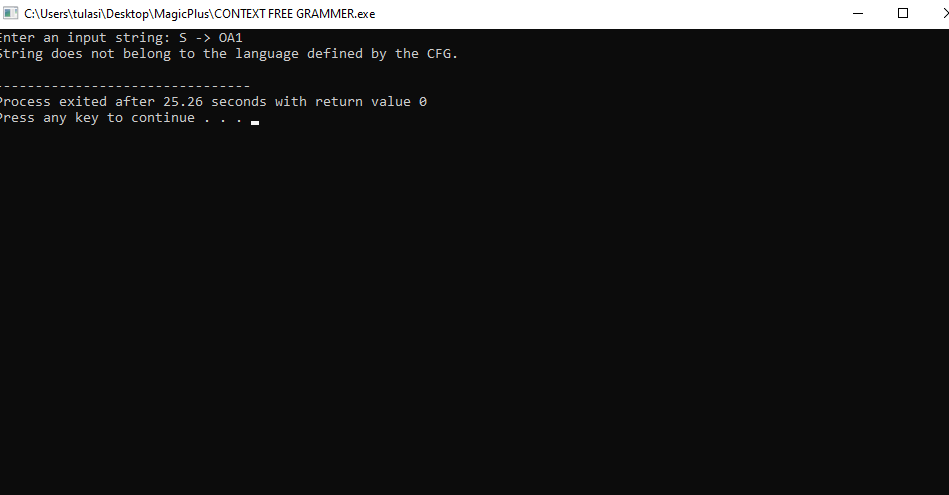 C:\Users\tulasi\Desktop\MagicPlus\CONTEXT FREE GRAMMER.exe
Enter an input string: S -> OA1
String does not belong to the language defined by the CFG.
--------------------------------
Process exited after 25.26 seconds with return value 0
Press any key to continue . . .